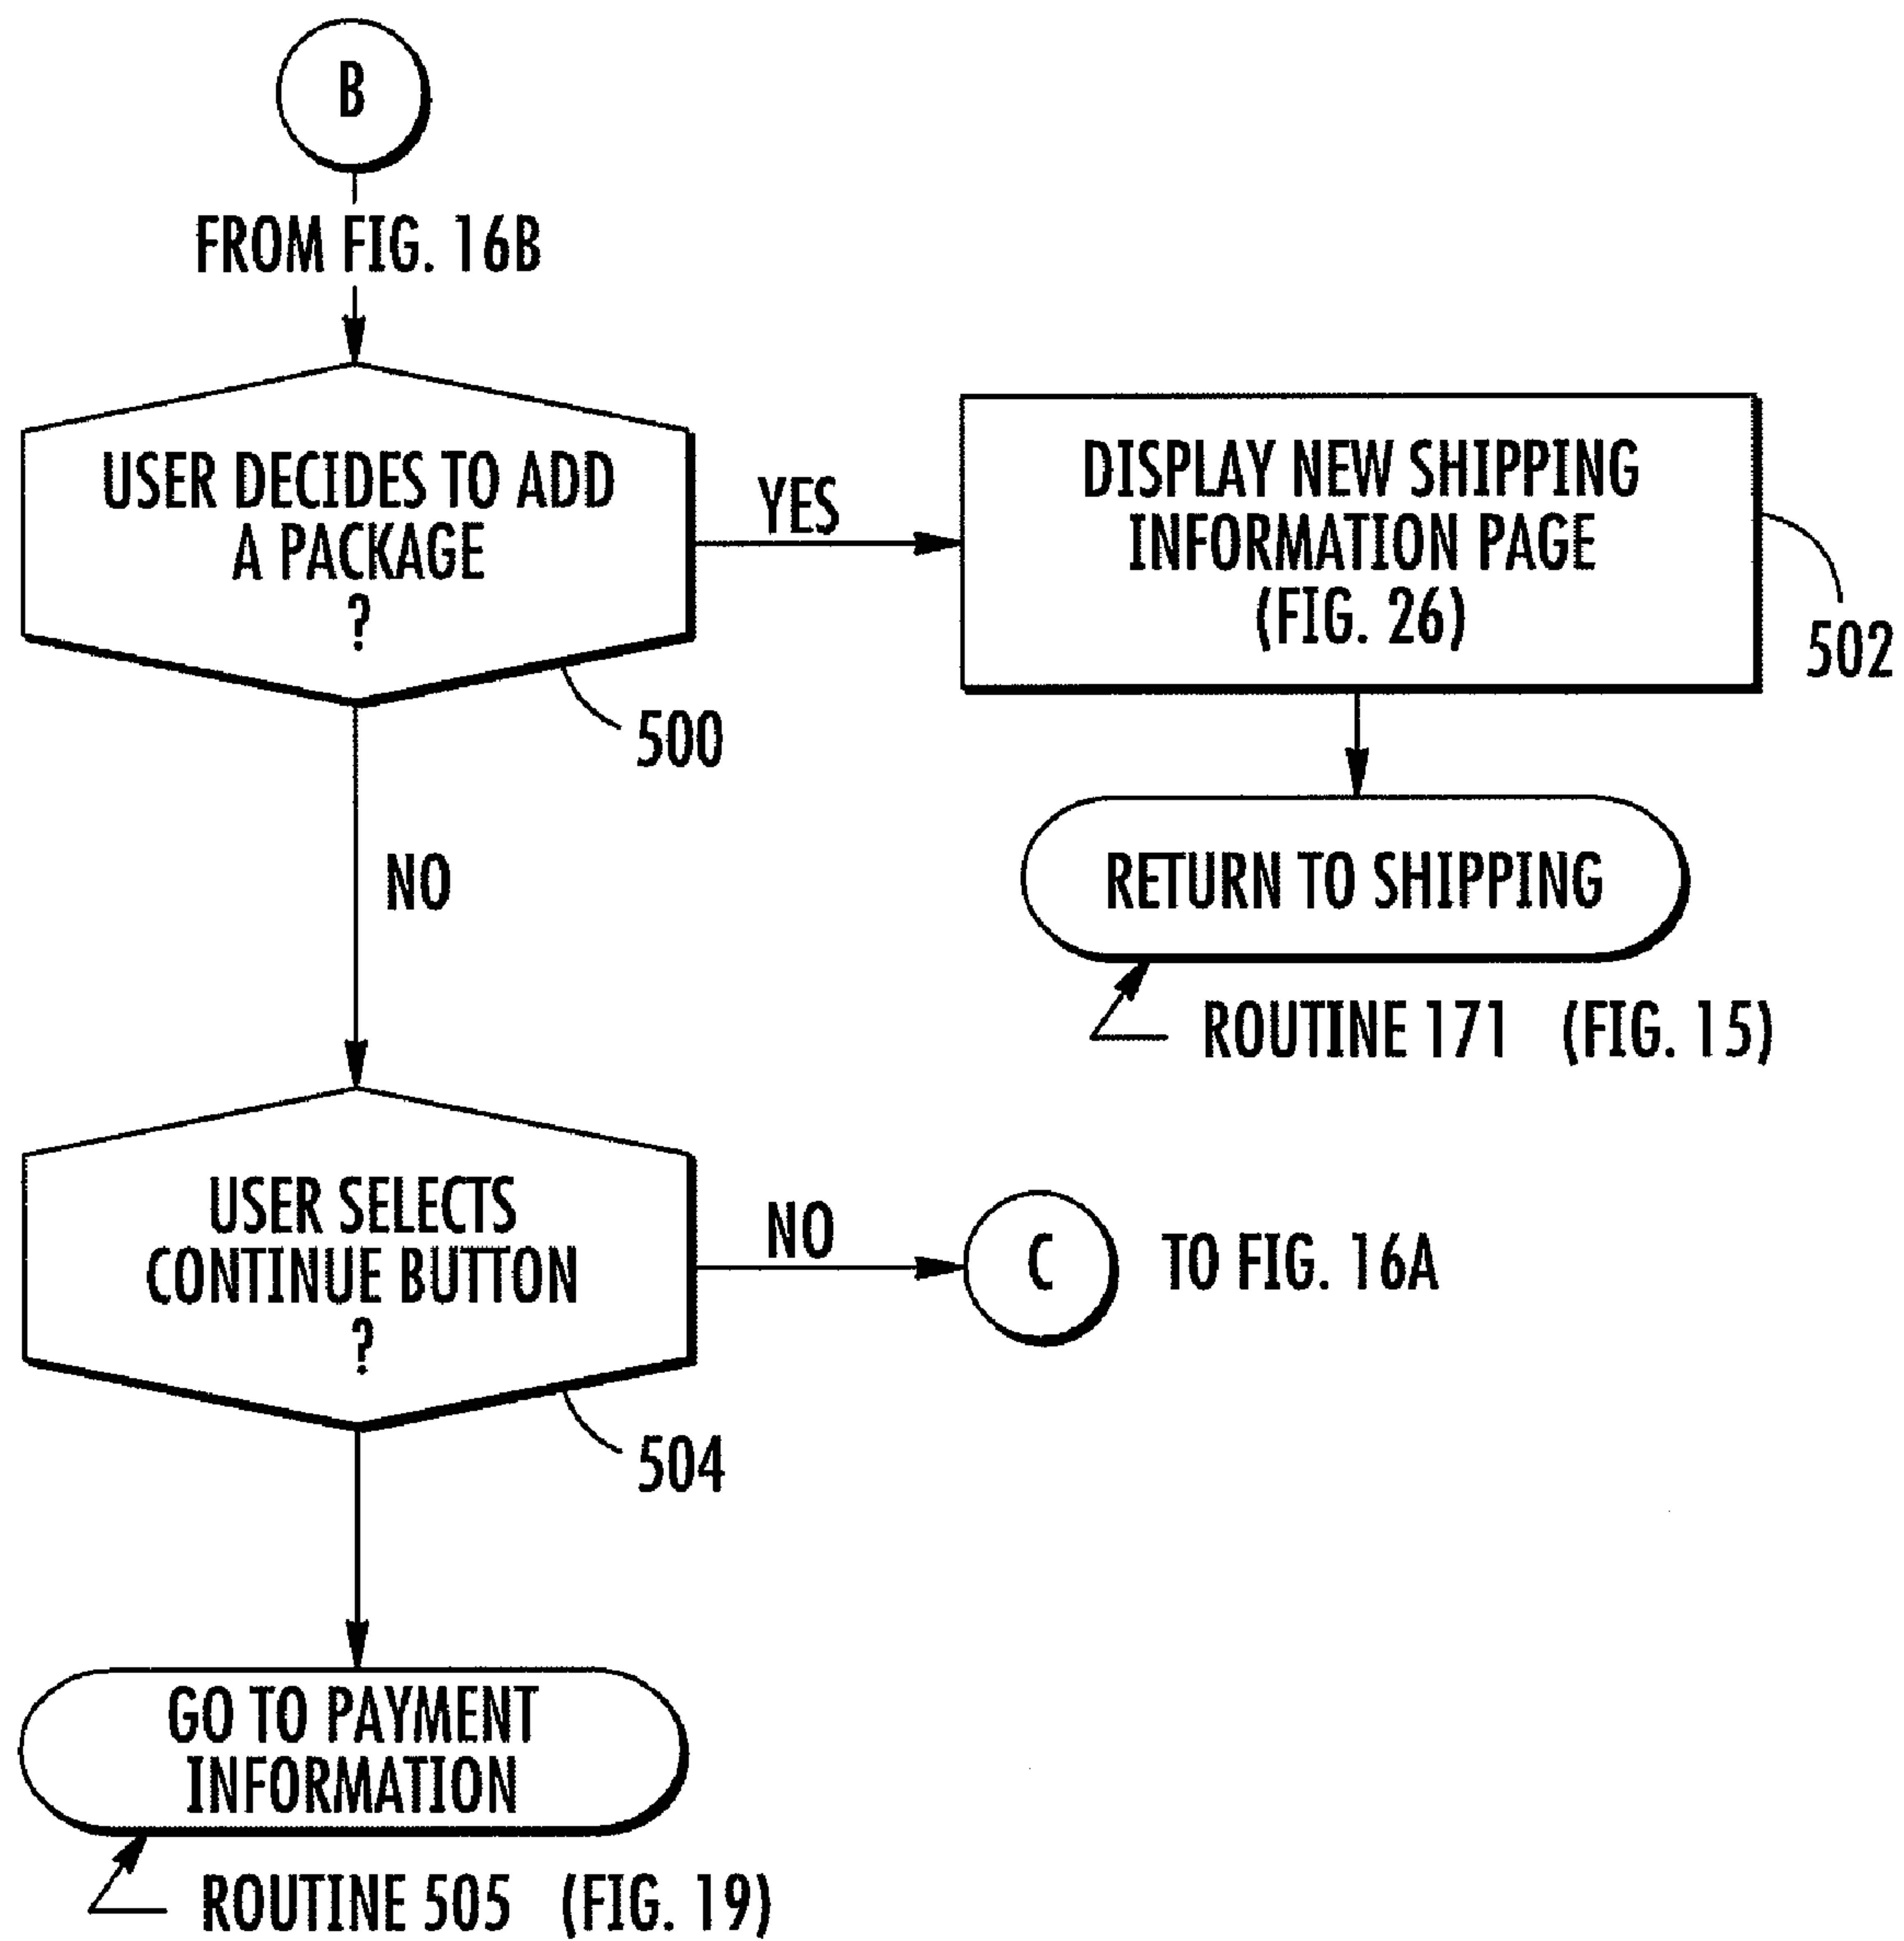 B
FROM FIG. 16B
USER DECIDES TO ADD
A PACKAGE
?
500
YES
DISPLAY NEW SHIPPING
INFORMATION PAGE
(FIG. 26)
502
RETURN TO SHIPPING
ROUTINE 171 (FIG. 15)
NO
USER SELECTS
CONTINUE BUTTON
?
504
NO
C
TO FIG. 16A
GO TO PAYMENT
INFORMATION
ROUTINE 505 (FIG. 19)